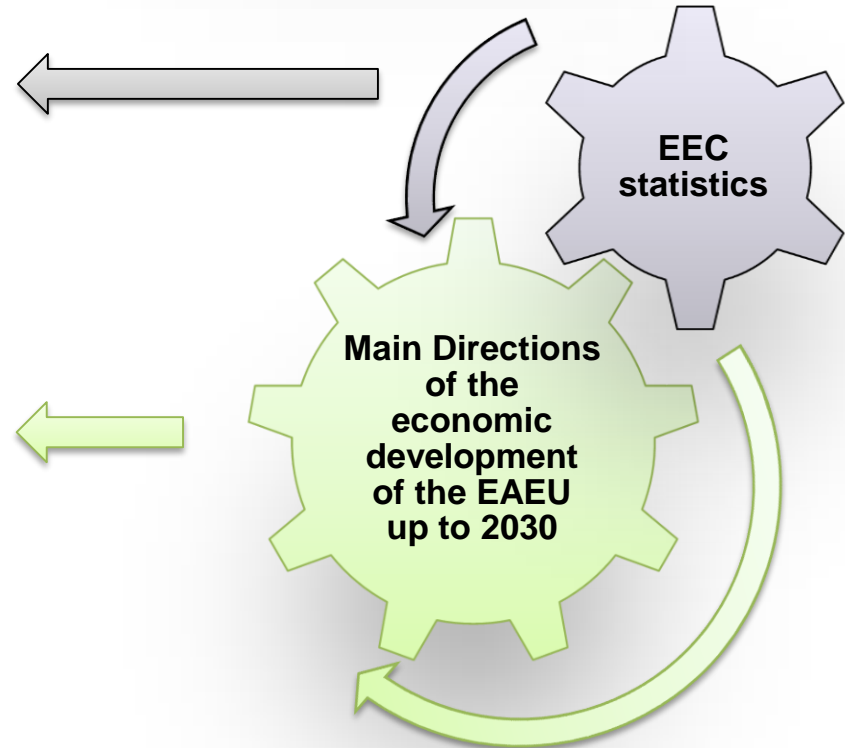 EEC
statistics
Main Directions
of the
economic
development
of the EAEU
up to 2030